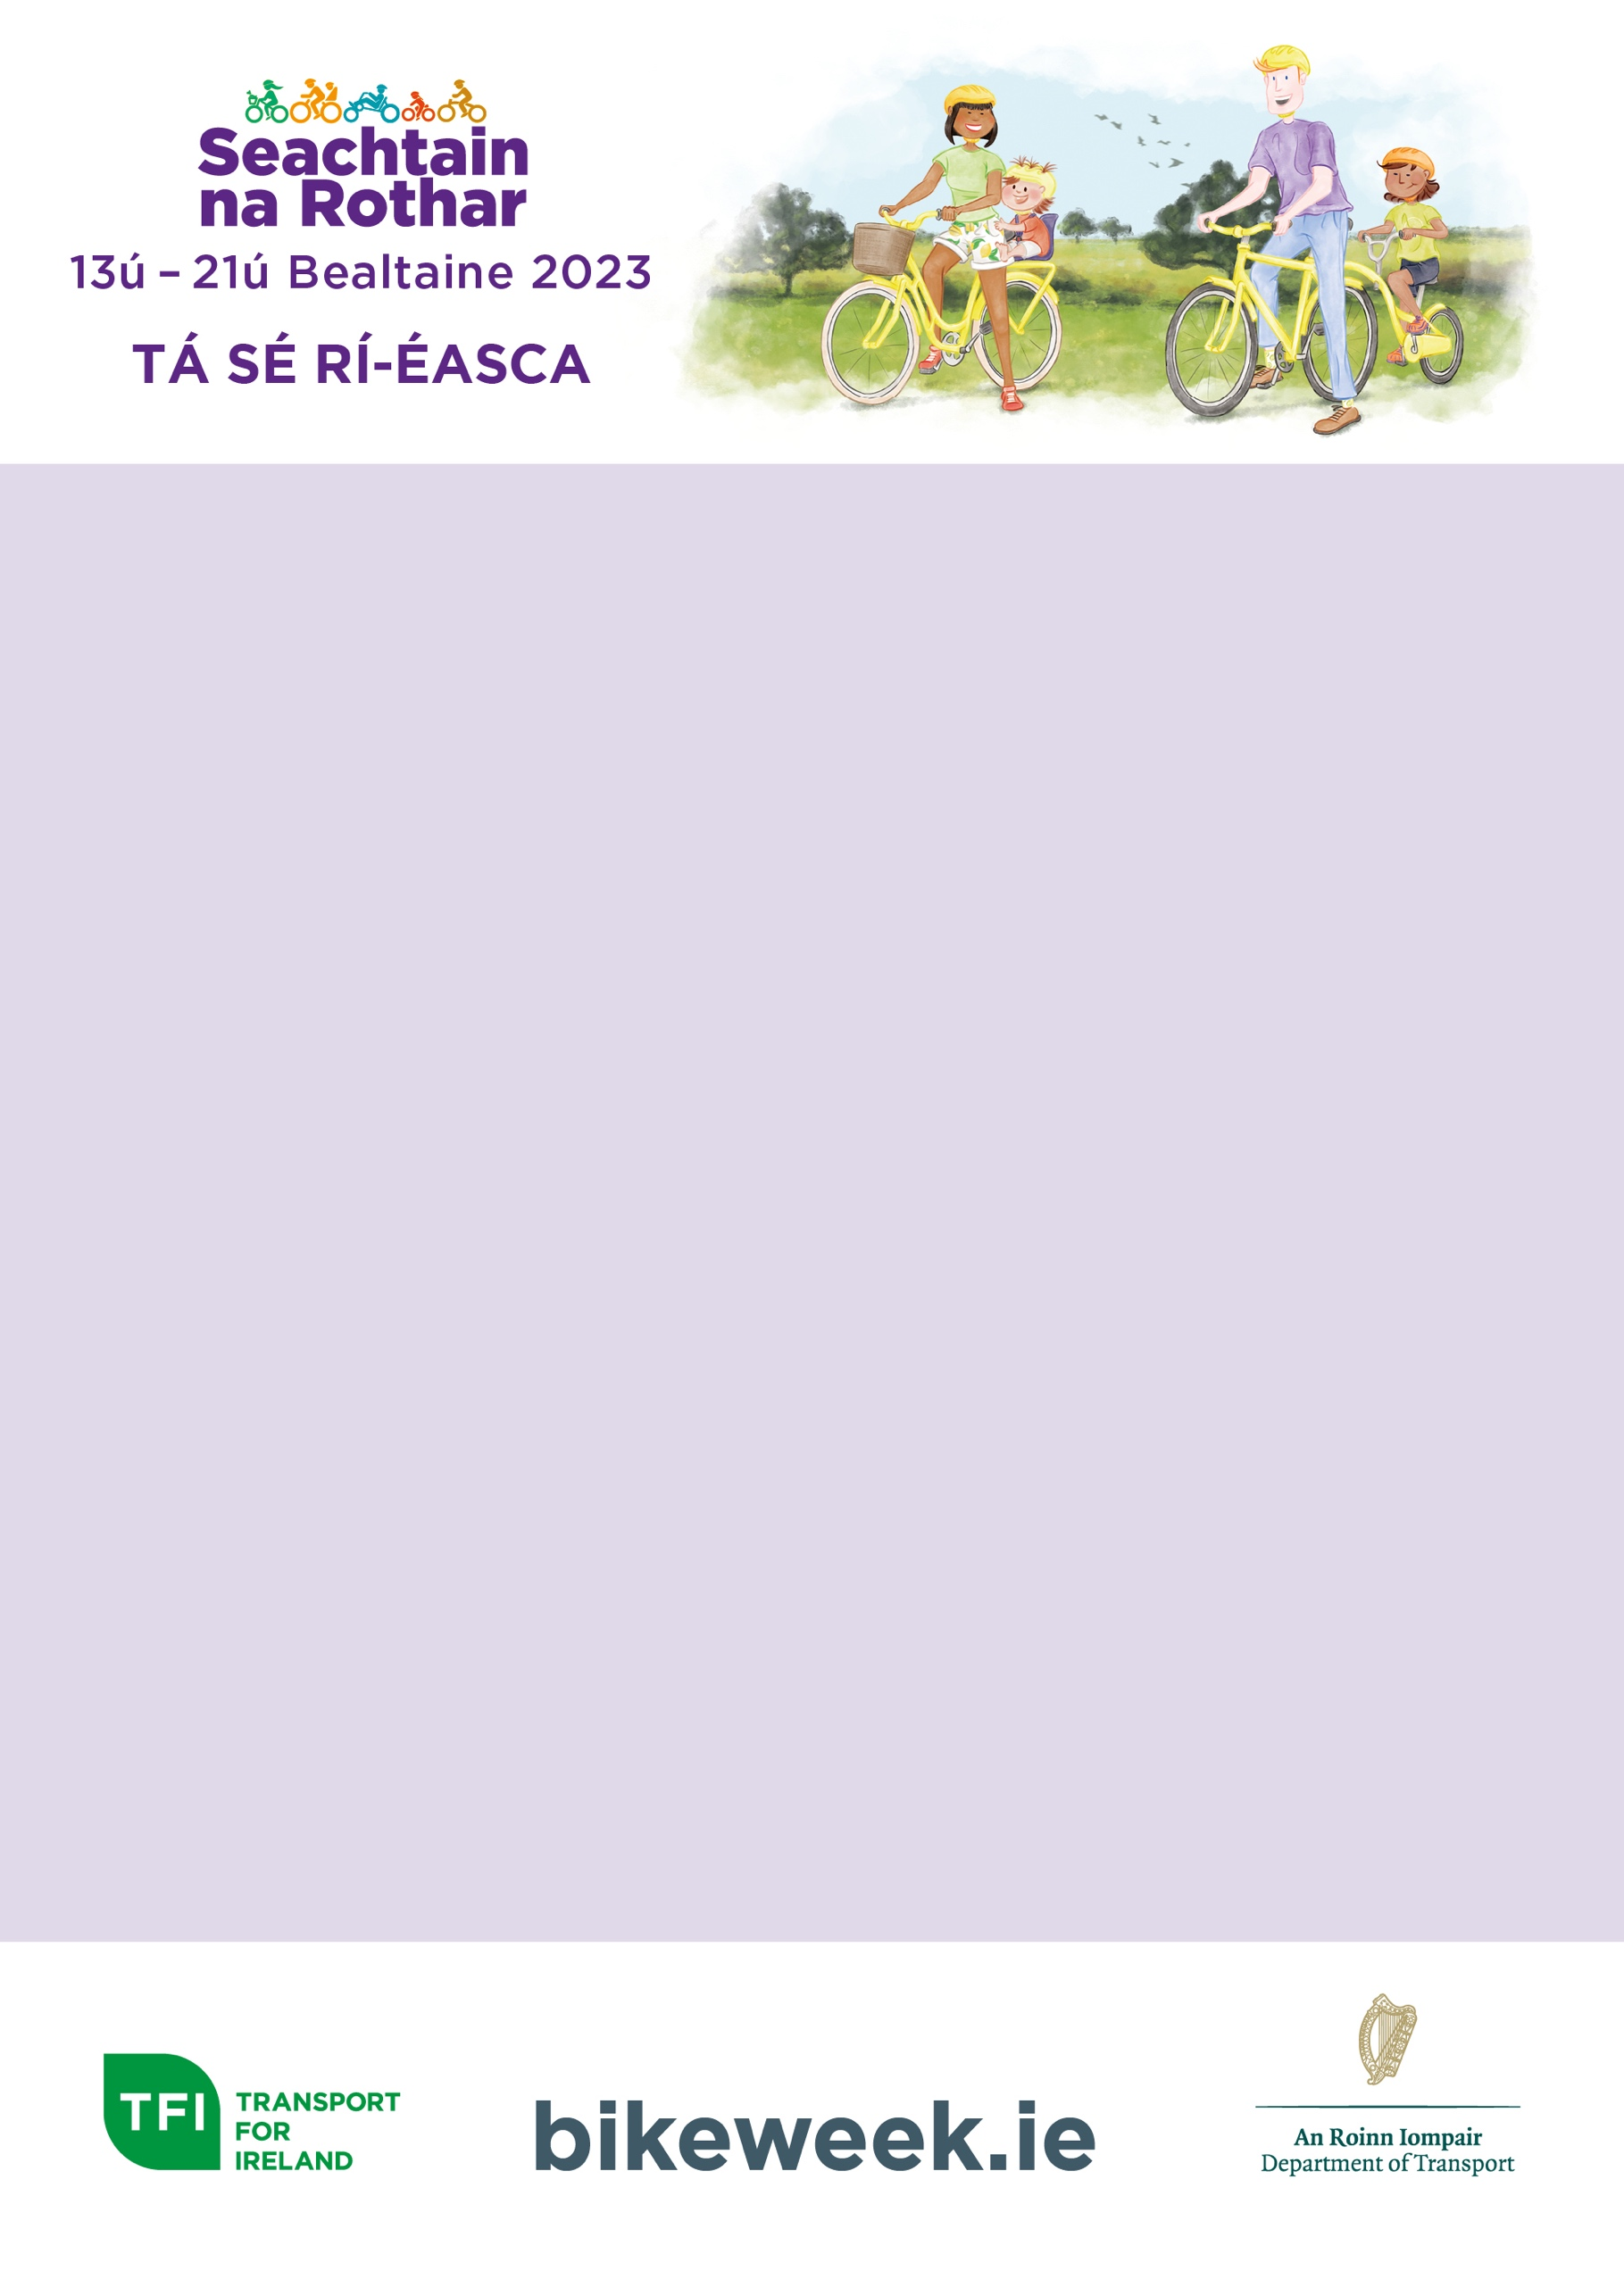 Seachtain
na Rothar
13ú – 21ú Bealtaine 2023
TÁ SÉ RÍ-ÉASCA
TFI
TRANSPORT
FOR
IRELAND
bikeweek.ie
An Roinn Iompair
Department of Transport